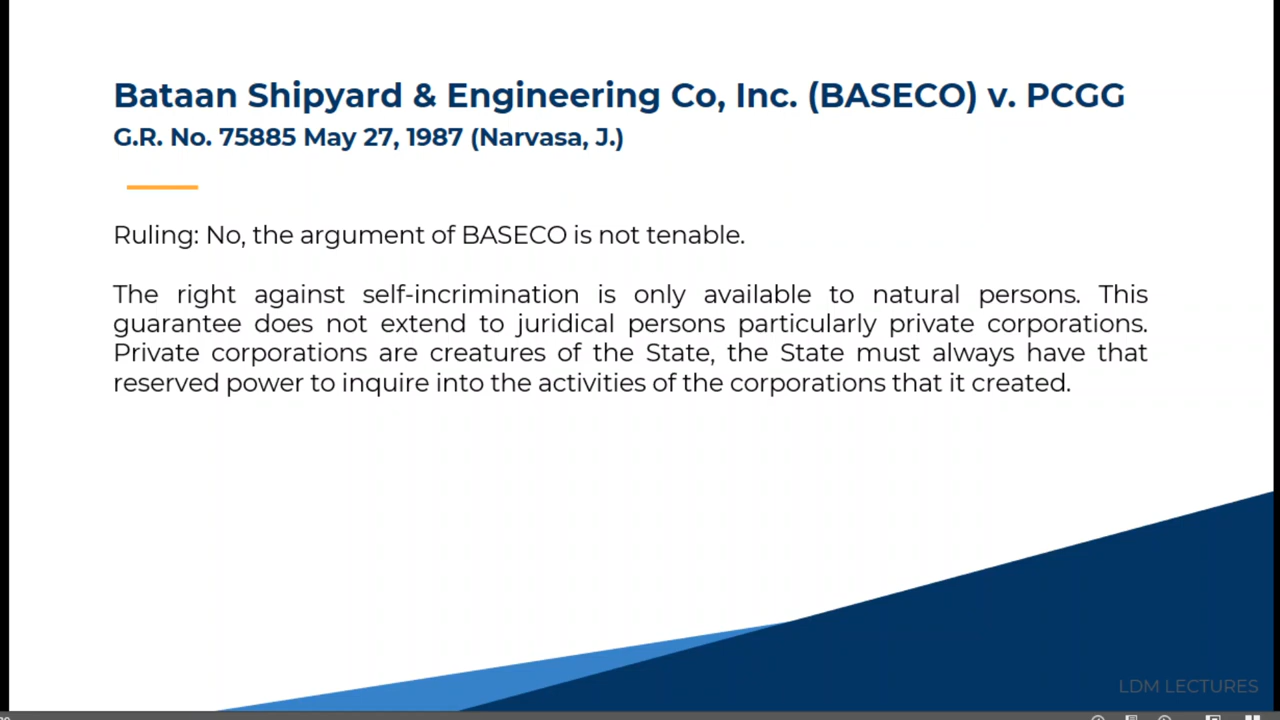 Bataan Shipyard & Engineering Co, Inc. (BASECO) v. PCGG
G.R. No. 75885 May 27, 1987 (Narvasa, J.)
Ruling: No, the argument of BASECO is not tenable.
The right against self-incrimination is only available to natural persons. This
guarantee does not extend to juridical persons particularly private corporations.
Private corporations are creatures of the State, the State must always have that
reserved power to inquire into the activities of the corporations that it created.
LDM LECTURES